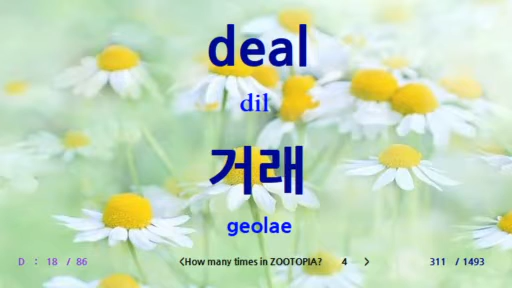 deal
dil
거래
geolae
D : 18 / 86 <How many times in ZOOTOPIA? 4 > 311 / 1493